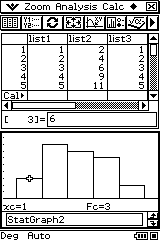 Zoom Analysis Calc
list1 list2 list3
1 1 2 1
2 2 4 4
3 3 6 6
4 4 5 9
5 5 2 11
Cal▶
[ 3]= 6
xc=1 Fc=3
StatGraph2
Deg Auto